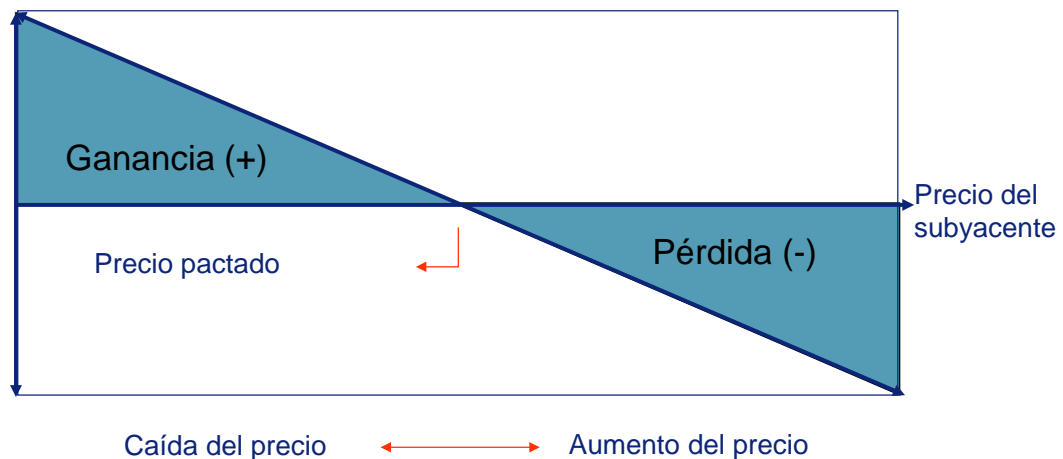 Ganancia (+)
Precio del
subyacente
Pérdida (-)
Precio pactado
Caída del precio
Aumento del precio